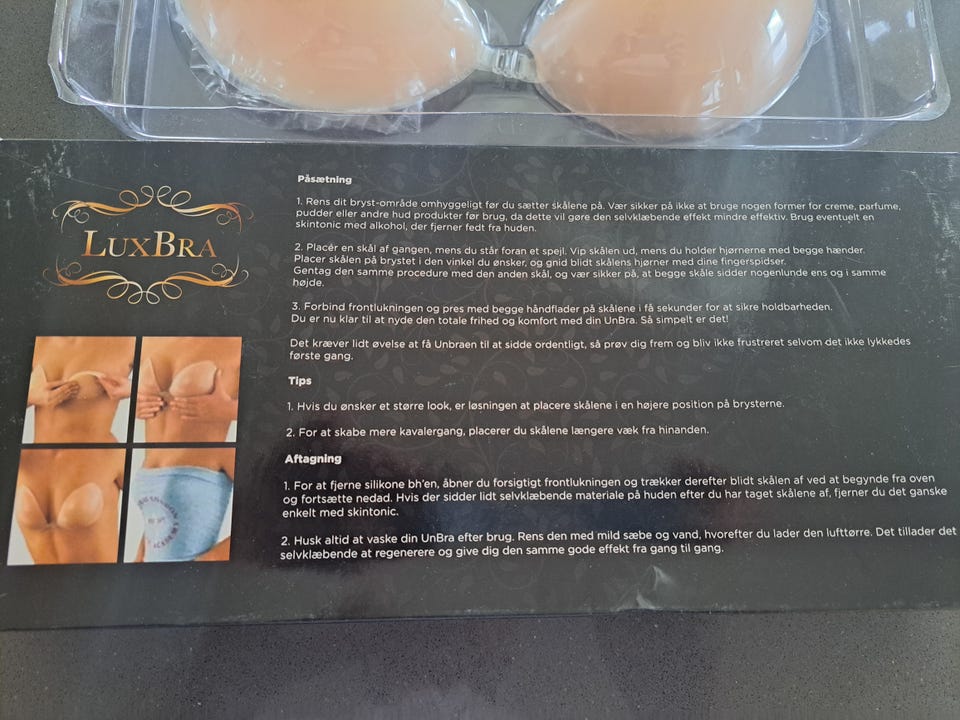 LUXBRA
Påsætning
1. Rens dit bryst-område omhyggeligt før du sætter skålene på. Vær sikker på ikke at bruge nogen former for creme, parfume,
pudder eller andre hud produkter før brug, da dette vil gøre den selvklæbende effekt mindre effektiv. Brug eventuelt en
skintonic med alkohol, der fjerner fedt fra huden.
2. Placér en skål af gangen, mens du står foran et spejl. Vip skålen ud, mens du holder hjørnerne med begge hænder.
Placer skålen på brystet i den vinkel du ønsker, og gnid blidt skålens hjørner med dine fingerspidser.
Gentag den samme procedure med den anden skål, og vær sikker på, at begge skåle sidder nogenlunde ens og i samme
højde.
3. Forbind frontlukningen og pres med begge håndflader på skålene i få sekunder for at sikre holdbarheden.
Du er nu klar til at nyde den totale frihed og komfort med din UnBra. Så simpelt er det!
Det kræver lidt øvelse at få Unbraen til at sidde ordentligt, så prøv dig frem og bliv ikke frustreret selvom det ikke lykkedes
første gang.
Tips
1. Hvis du ønsker et større look, er løsningen at placere skålene i en højere position på brysterne.
2. For at skabe mere kavalergang, placerer du skålene længere væk fra hinanden.
Aftagning
1. For at fjerne silikone bh'en, åbner du forsigtigt frontlukningen og trækker derefter blidt skålen af ved at begynde fra oven
og fortsætte nedad. Hvis der sidder lidt selvklæbende materiale på huden efter du har taget skålene af, fjerner du det ganske
enkelt med skintonic.
2. Husk altid at vaske din UnBra efter brug. Rens den med mild sæbe og vand, hvorefter du lader den lufttørre. Det tillader det
selvklæbende at regenerere og give dig den samme gode effekt fra gang til gang.